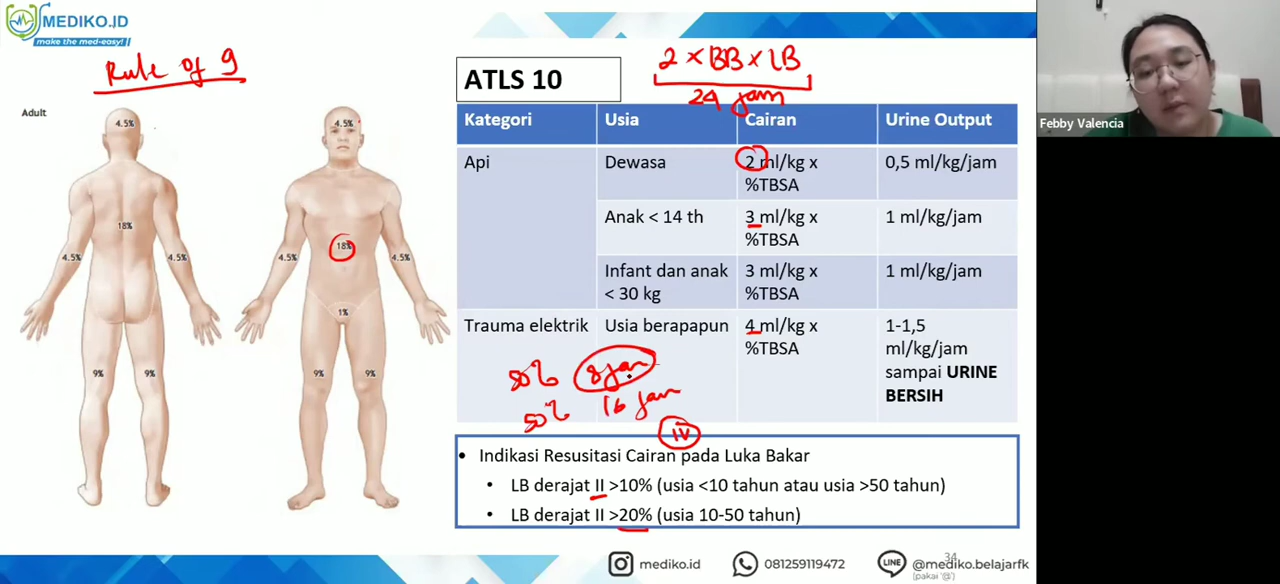 MEDIKO.ID
make the med-easy!
Rule of 9
Adult
4.5%
4.5%
18%
18%
4.5%
4.5%
4.5%
4.5%
1%
9%
9%
9%
9%
ATLS 10
2 x BB x LB
24 jam
Kategori Usia Cairan Urine Output
Api Dewasa 2 ml/kg x %TBSA 0,5 ml/kg/jam
Anak < 14 th 3 ml/kg x %TBSA 1 ml/kg/jam
Infant dan anak < 30 kg 3 ml/kg x %TBSA 1 ml/kg/jam
Trauma elektrik Usia berapapun 4 ml/kg x %TBSA 1-1,5 ml/kg/jam sampai URINE BERSIH
50% 8 jam
50% 16 jam
IV
• Indikasi Resusitasi Cairan pada Luka Bakar
• LB derajat II >10% (usia <10 tahun atau usia >50 tahun)
• LB derajat II >20% (usia 10-50 tahun)
34
mediko.id
081259119472
LINE
@mediko.belajarfk
(pakai '@')
Febby Valencia